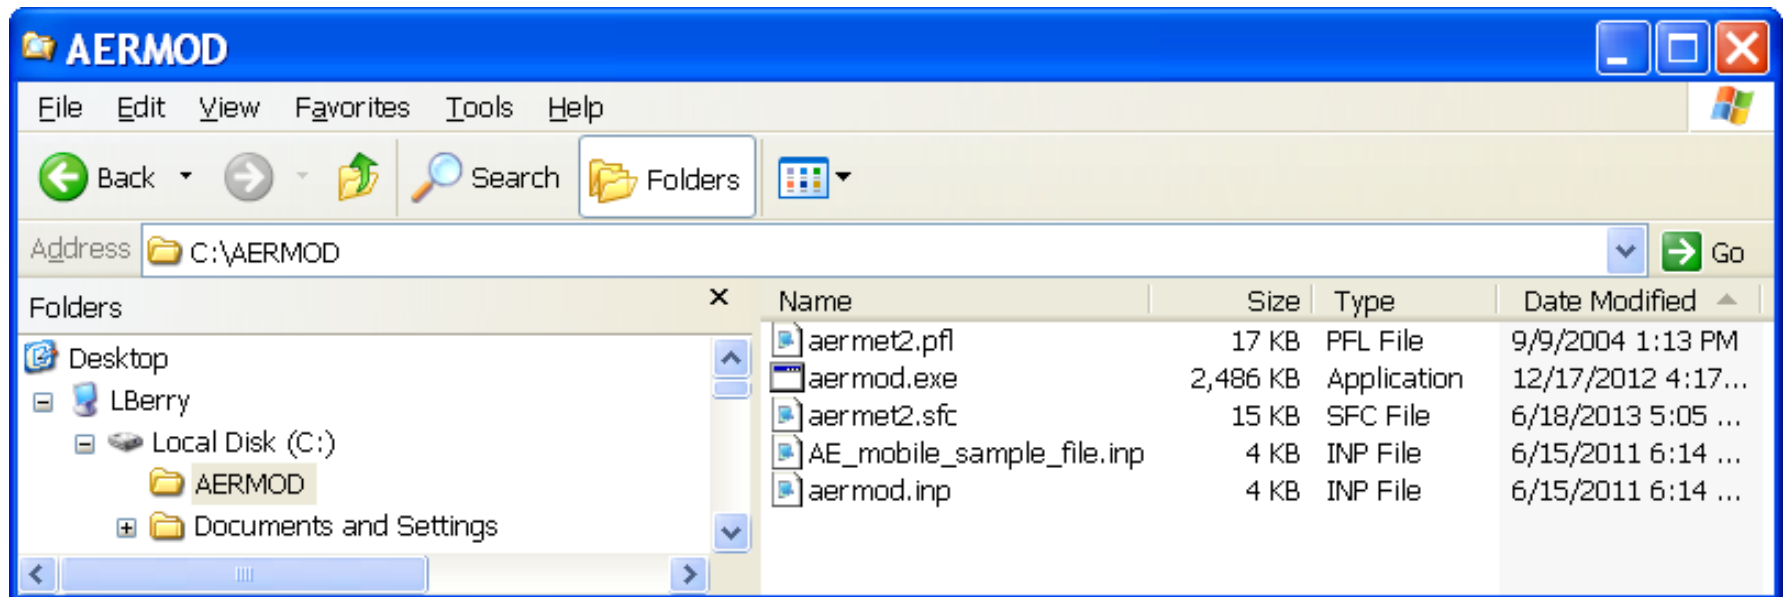 AERMOD
File Edit View Favorites Tools Help
Back Search Folders
Address C:\AERMOD Go
Folders
Desktop
LBerry
Local Disk (C:)
AERMOD
Documents and Settings
Name Size Type Date Modified
aermet2.pfl 17 KB PFL File 9/9/2004 1:13 PM
aermod.exe 2,486 KB Application 12/17/2012 4:17...
aermet2.sfc 15 KB SFC File 6/18/2013 5:05 ...
AE_mobile_sample_file.inp 4 KB INP File 6/15/2011 6:14 ...
aermod.inp 4 KB INP File 6/15/2011 6:14 ...